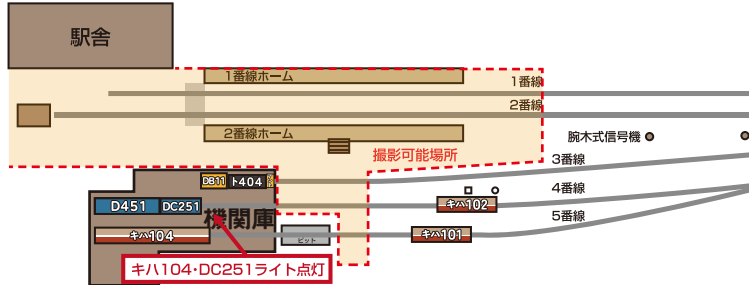 駅舎
1番線ホーム
1番線
2番線
2番線ホーム
腕木式信号機
撮影可能場所
3番線
DB11
ト404
4番線
D451
DC251
キハ102
機関庫
5番線
キハ104
ピット
キハ101
キハ104・DC251ライト点灯